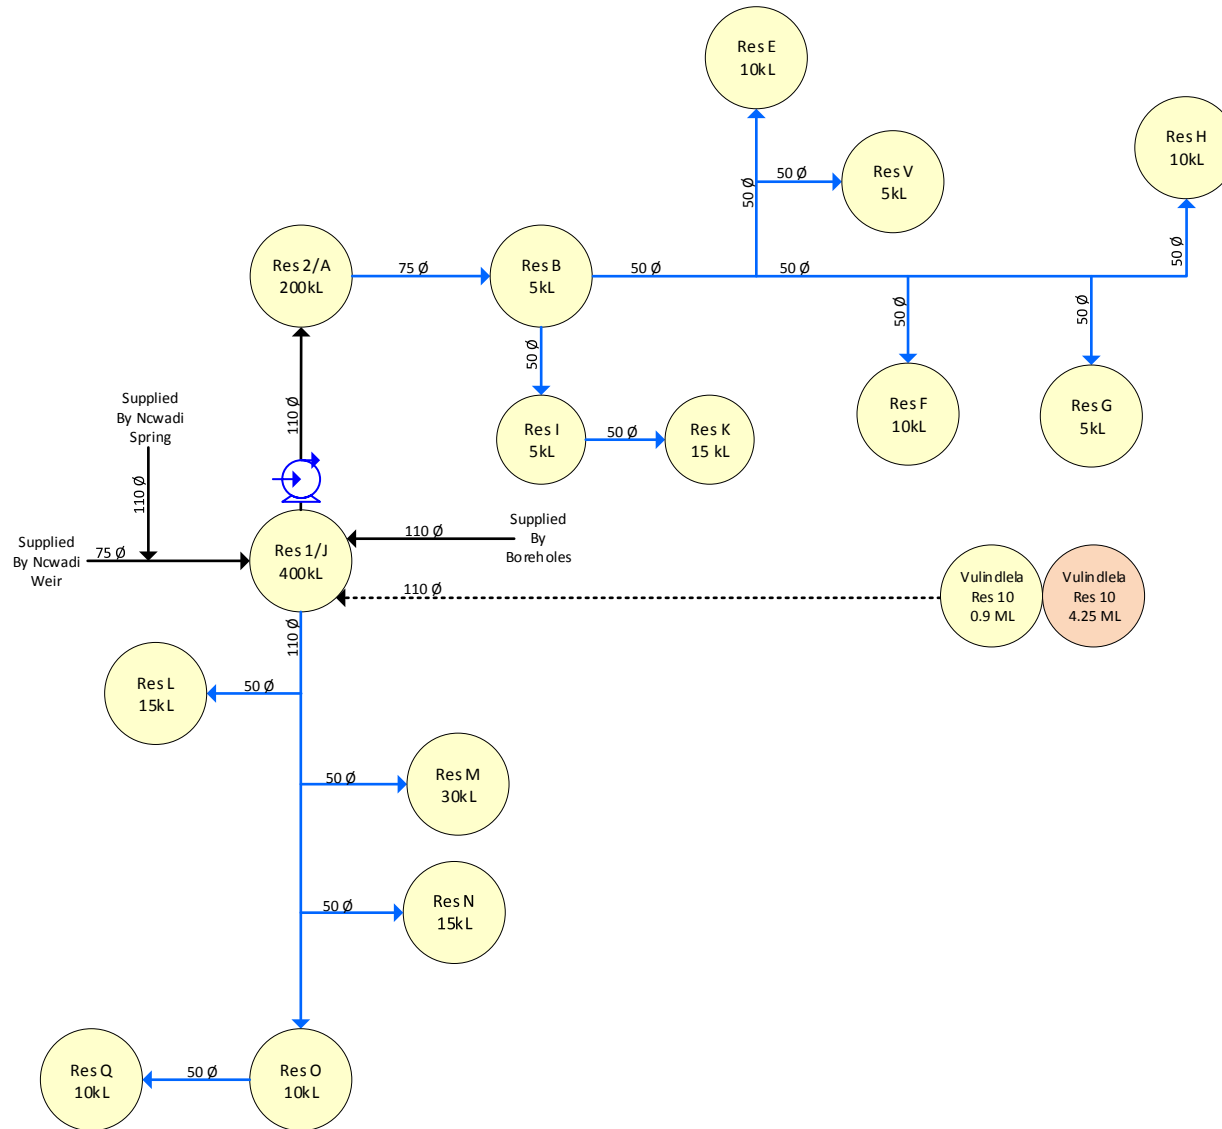 Res E
10kL
Res H
10kL
50 Ø
Res V
5kL
50 Ø
Res 2/A
200kL
75 Ø
Res B
5kL
50 Ø
50 Ø
50 Ø
50 Ø
50 Ø
50 Ø
Res I
5kL
50 Ø
Res K
15 kL
Res F
10kL
Res G
5kL
110 Ø
Supplied
By Ncwadi
Spring
110 Ø
Supplied
By Ncwadi
Weir
75 Ø
Res 1/J
400kL
110 Ø
Supplied
By
Boreholes
110 Ø
Vulindlela
Res 10
0.9 ML
Vulindlela
Res 10
4.25 ML
110 Ø
Res L
15kL
50 Ø
50 Ø
Res M
30kL
50 Ø
Res N
15kL
Res Q
10kL
50 Ø
Res O
10kL